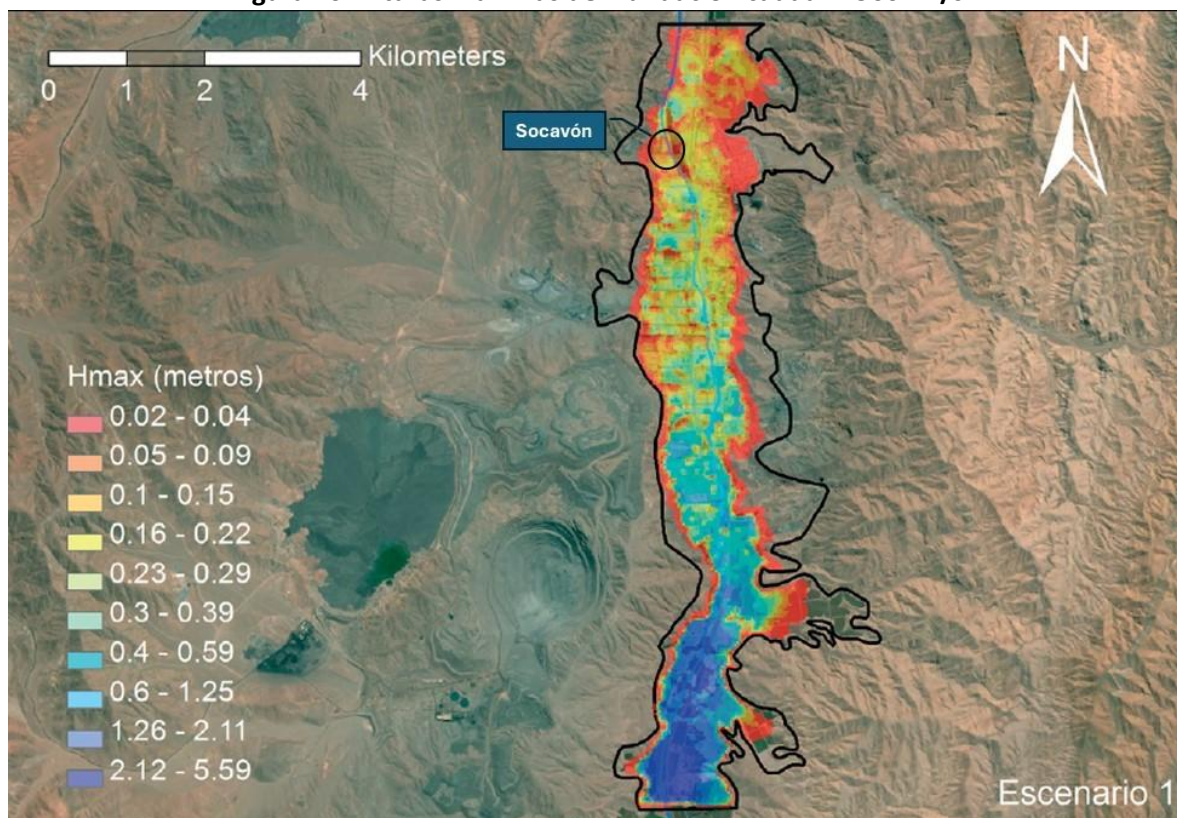 Kilometers
0 1 2 4
N
Socavón
Hmax (metros)
0.02 - 0.04
0.05 - 0.09
0.1 - 0.15
0.16 - 0.22
0.23 - 0.29
0.3 - 0.39
0.4 - 0.59
0.6 - 1.25
1.26 - 2.11
2.12 - 5.59
Escenario 1